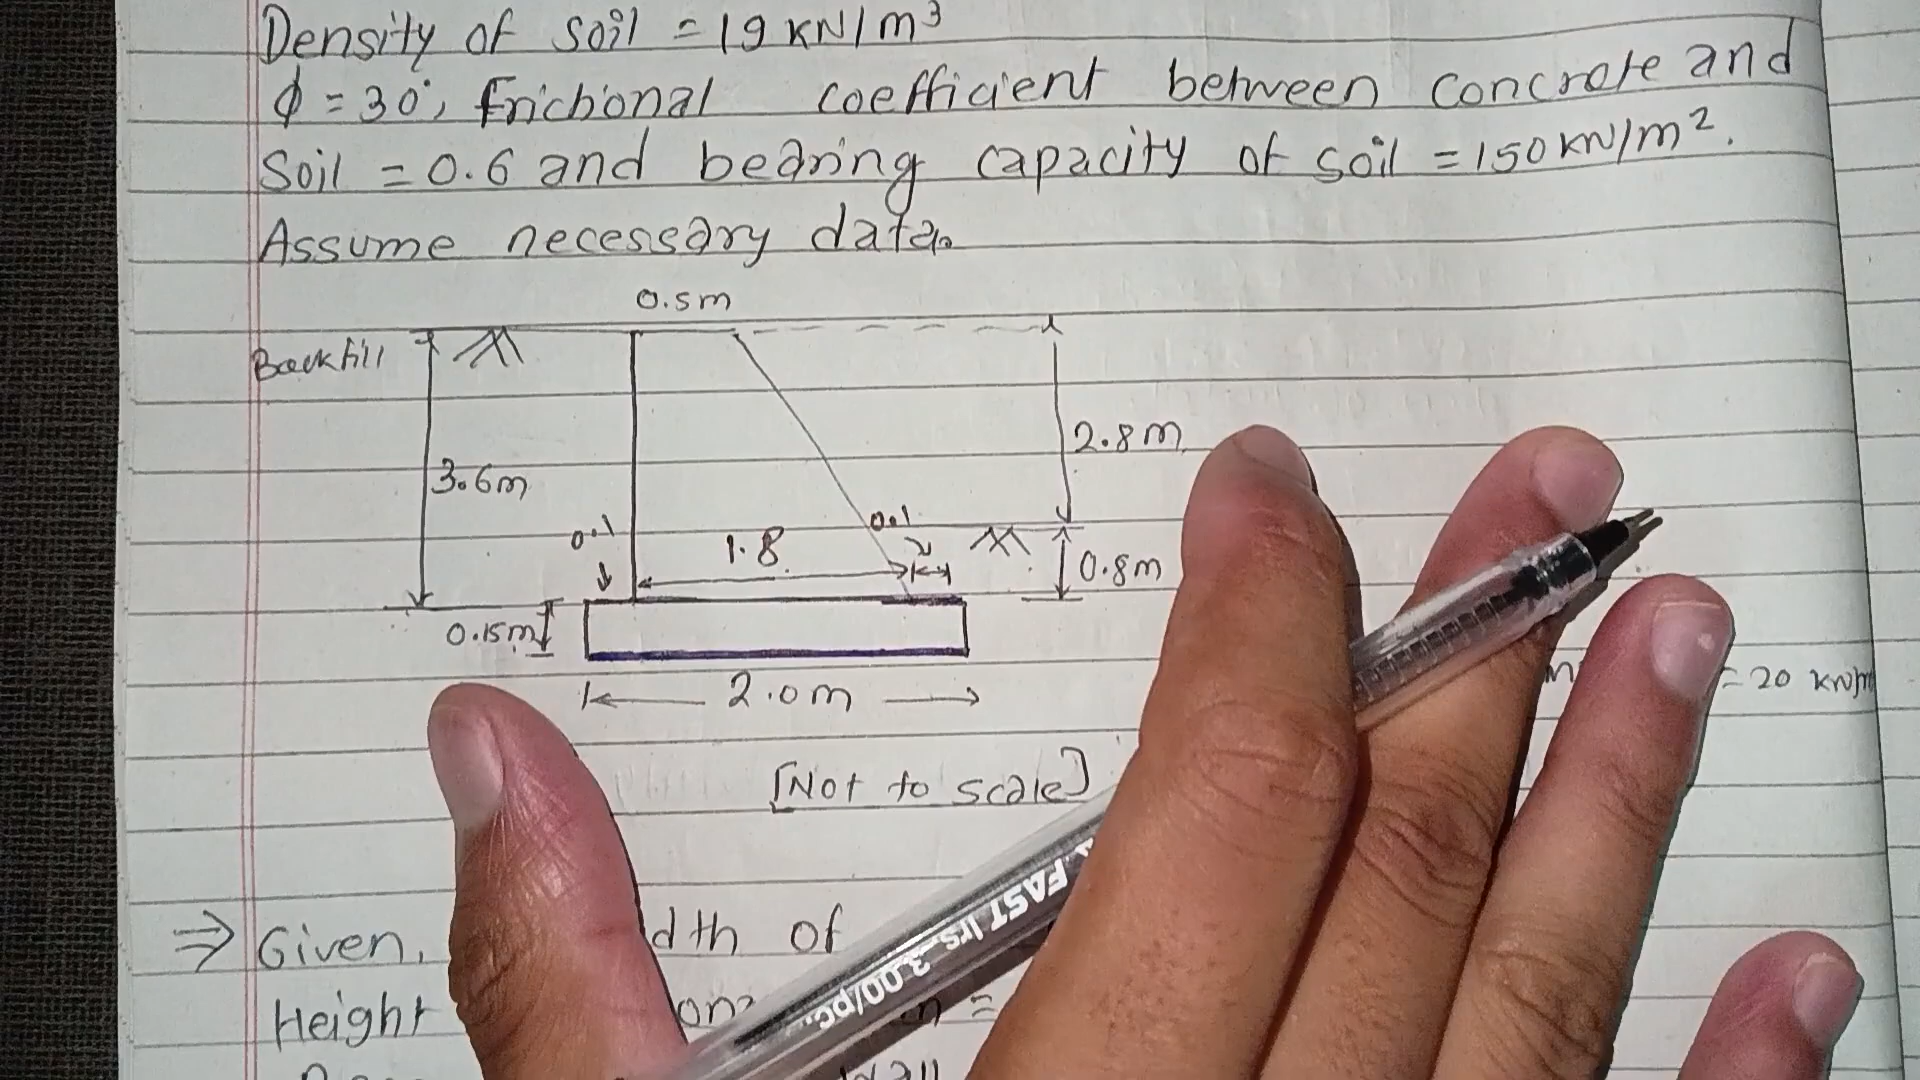 Density of soil = 19 KN/m³
ϕ = 30°, frictional coefficient between concrete and
Soil = 0.6 and bearing capacity of soil = 150 kN/m².
Assume necessary data.
0.5m
Backfill
2.8m
3.6m
0.1
0.1
1.8
0.8m
0.15m
= 20 kN/m
2.0m
[Not to scale]
⇒ Given, dth of
Height
FAST Irs. 3.00/pc.